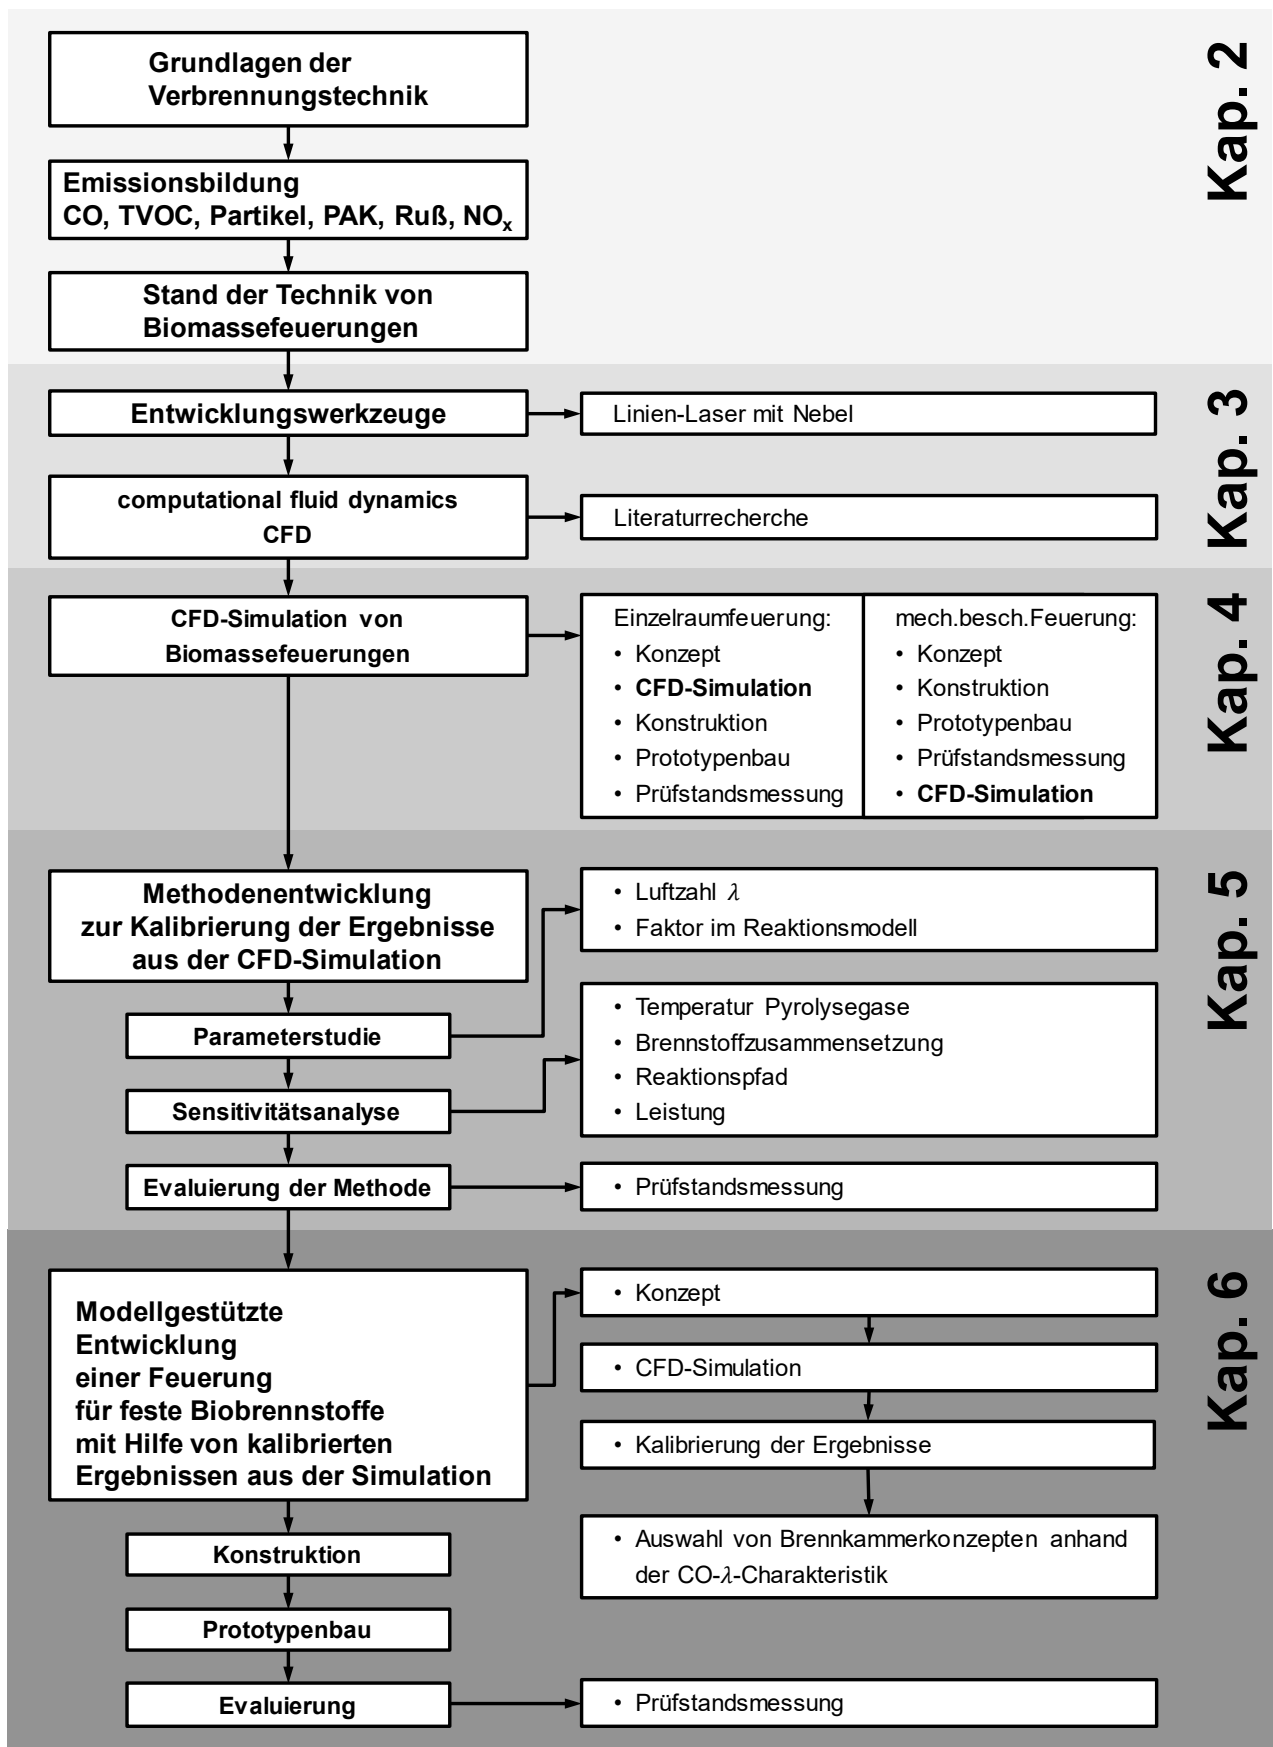 Kap. 2
Grundlagen der
Verbrennungstechnik
Emissionsbildung
CO, TVOC, Partikel, PAK, Ruß, NOx
Stand der Technik von
Biomassefeuerungen
Kap. 3
Entwicklungswerkzeuge
Linien-Laser mit Nebel
computational fluid dynamics
CFD
Literaturrecherche
Kap. 4
CFD-Simulation von
Biomassefeuerungen
Einzelraumfeuerung:
• Konzept
• CFD-Simulation
• Konstruktion
• Prototypenbau
• Prüfstandsmessung
mech.besch.Feuerung:
• Konzept
• Konstruktion
• Prototypenbau
• Prüfstandsmessung
• CFD-Simulation
Kap. 5
Methodenentwicklung
zur Kalibrierung der Ergebnisse
aus der CFD-Simulation
• Luftzahl λ
• Faktor im Reaktionsmodell
Parameterstudie
• Temperatur Pyrolysegase
• Brennstoffzusammensetzung
• Reaktionspfad
• Leistung
Sensitivitätsanalyse
Evaluierung der Methode
• Prüfstandsmessung
Kap. 6
Modellgestützte
Entwicklung
einer Feuerung
für feste Biobrennstoffe
mit Hilfe von kalibrierten
Ergebnissen aus der Simulation
• Konzept
• CFD-Simulation
• Kalibrierung der Ergebnisse
• Auswahl von Brennkammerkonzepten anhand
der CO-λ-Charakteristik
Konstruktion
Prototypenbau
Evaluierung
• Prüfstandsmessung